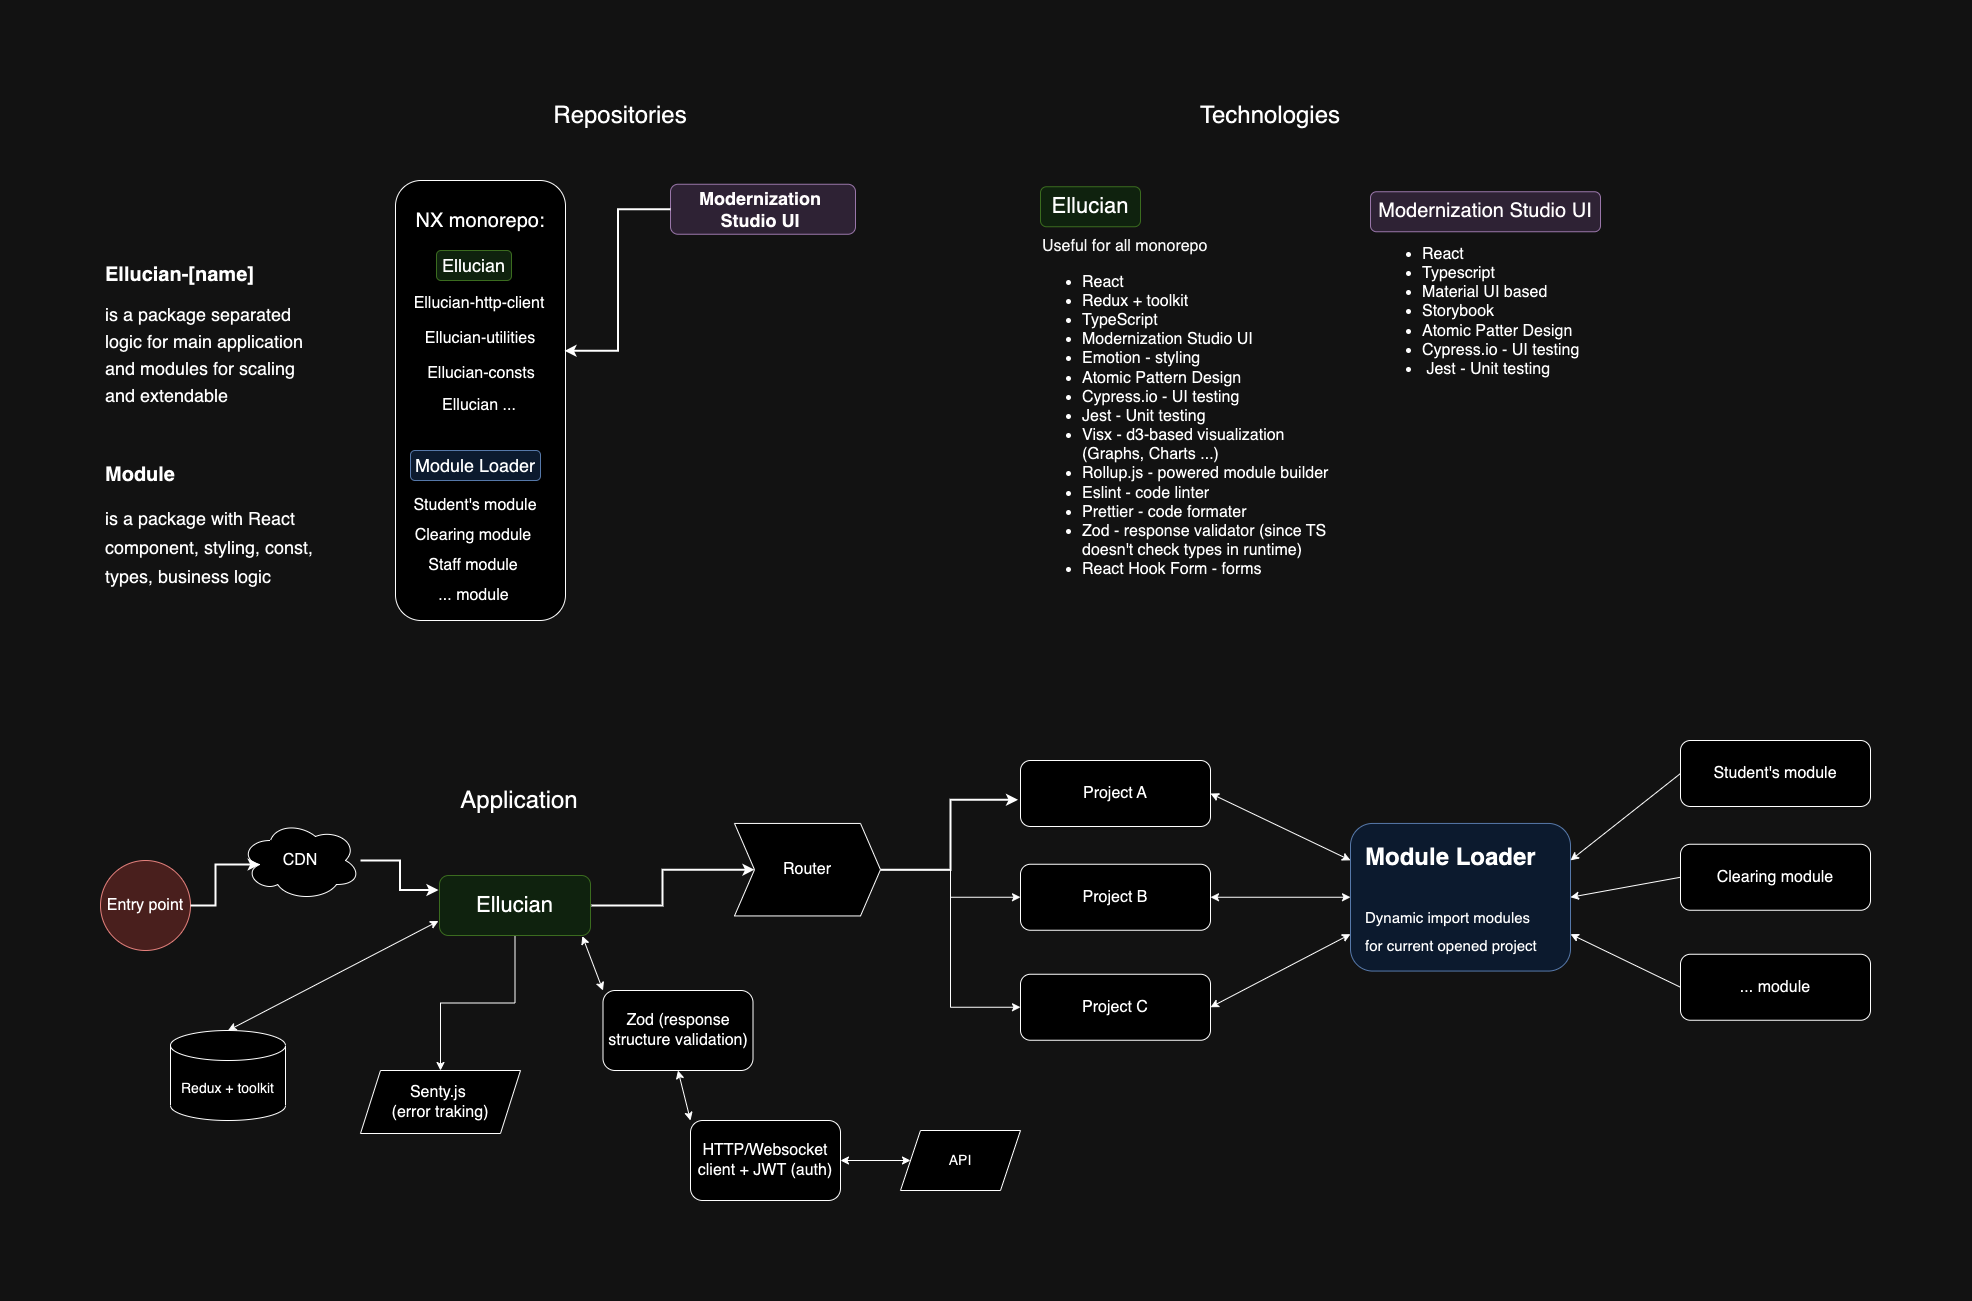 Repositories
Technologies
Ellucian-[name]
is a package separated
logic for main application
and modules for scaling
and extendable
Module
is a package with React
component, styling, const,
types, business logic
NX monorepo:
Ellucian
Ellucian-http-client
Ellucian-utilities
Ellucian-consts
Ellucian ...
Module Loader
Student's module
Clearing module
Staff module
... module
Modernization
Studio UI
Ellucian
Useful for all monorepo
• React
• Redux + toolkit
• TypeScript
• Modernization Studio UI
• Emotion - styling
• Atomic Pattern Design
• Cypress.io - UI testing
• Jest - Unit testing
• Visx - d3-based visualization
(Graphs, Charts ...)
• Rollup.js - powered module builder
• Eslint - code linter
• Prettier - code formater
• Zod - response validator (since TS
doesn't check types in runtime)
• React Hook Form - forms
Modernization Studio UI
• React
• Typescript
• Material UI based
• Storybook
• Atomic Patter Design
• Cypress.io - UI testing
• Jest - Unit testing
Application
Entry point
CDN
Ellucian
Redux + toolkit
Senty.js
(error traking)
Zod (response
structure validation)
HTTP/Websocket
client + JWT (auth)
API
Router
Project A
Project B
Project C
Module Loader
Dynamic import modules
for current opened project
Student's module
Clearing module
... module